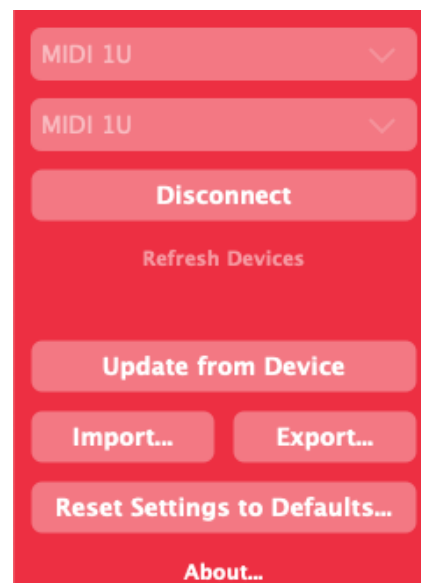 MIDI 1U
MIDI 1U
Disconnect
Refresh Devices
Update from Device
Import... Export...
Reset Settings to Defaults...
About...